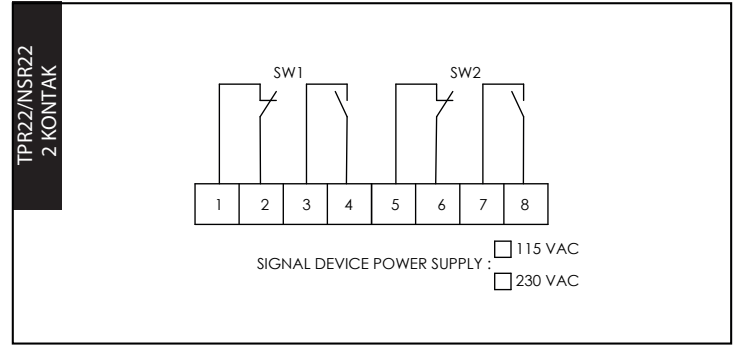 TPR22/NSR22
2 KONTAK
SW1
SW2
1 2 3 4 5 6 7 8
SIGNAL DEVICE POWER SUPPLY :
115 VAC
230 VAC